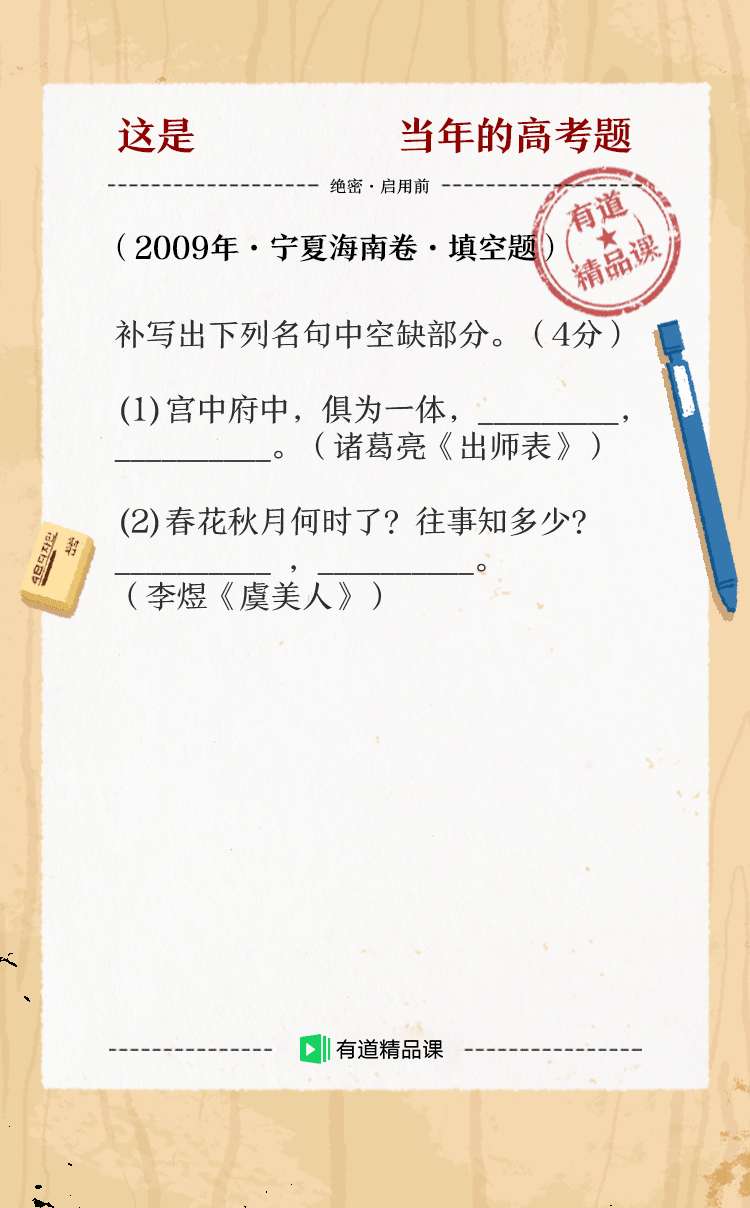 这是 当年的高考题
绝密·启用前
（2009年·宁夏海南卷·填空题）
有道
精品课
补写出下列名句中空缺部分。（4分）
(1)宫中府中，俱为一体，_________，
__________。（诸葛亮《出师表》）
(2)春花秋月何时了？往事知多少？
__________ ，__________。
（李煜《虞美人》）
有道精品课